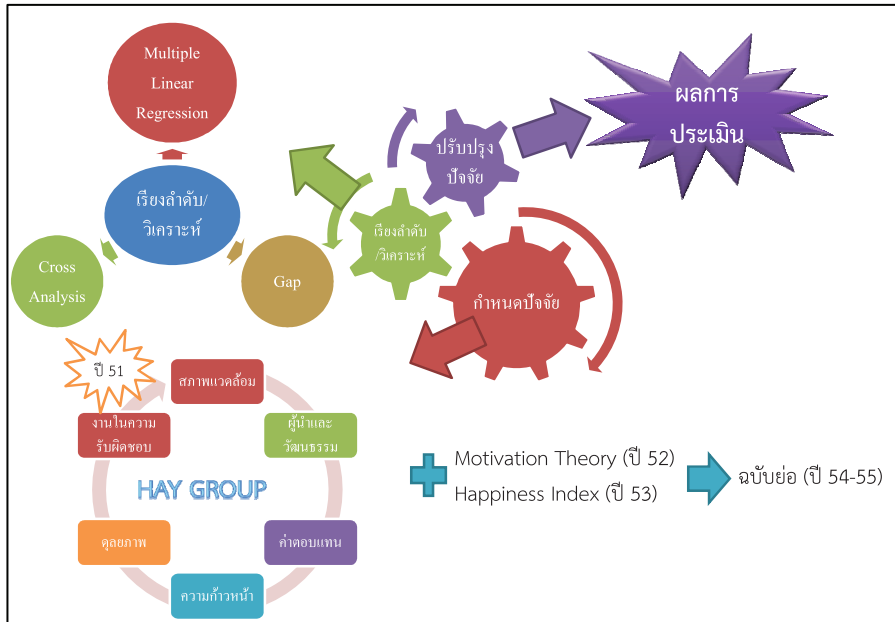 Multiple
Linear
Regression
เรียงลำดับ/
วิเคราะห์
Cross
Analysis
Gap
ปรับปรุง
ปัจจัย
เรียงลำดับ
/วิเคราะห์
กำหนดปัจจัย
ผลการ
ประเมิน
ปี 51
สภาพแวดล้อม
งานในความ
รับผิดชอบ
ผู้นำและ
วัฒนธรรม
HAY GROUP
ดุลยภาพ
ค่าตอบแทน
ความก้าวหน้า
Motivation Theory (ปี 52)
Happiness Index (ปี 53)
ฉบับย่อ (ปี 54-55)